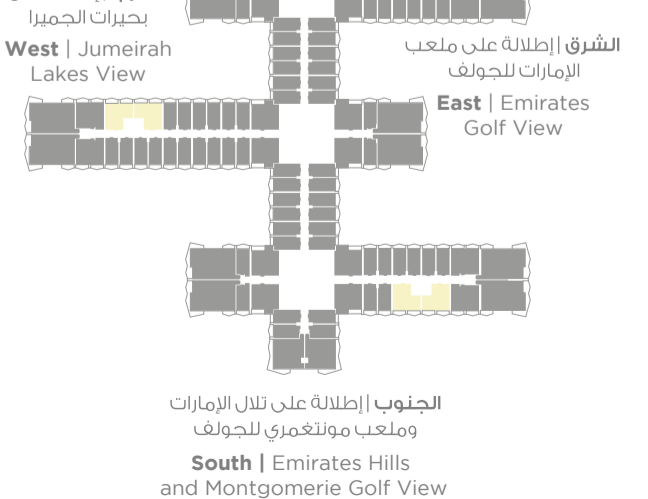 بحيرات الجميرا
West | Jumeirah
Lakes View
الشرق | إطلالة على ملعب
الإمارات للجولف
East | Emirates
Golf View
الجنوب | إطلالة على تلال الإمارات
وملعب مونتغمري للجولف
South | Emirates Hills
and Montgomerie Golf View